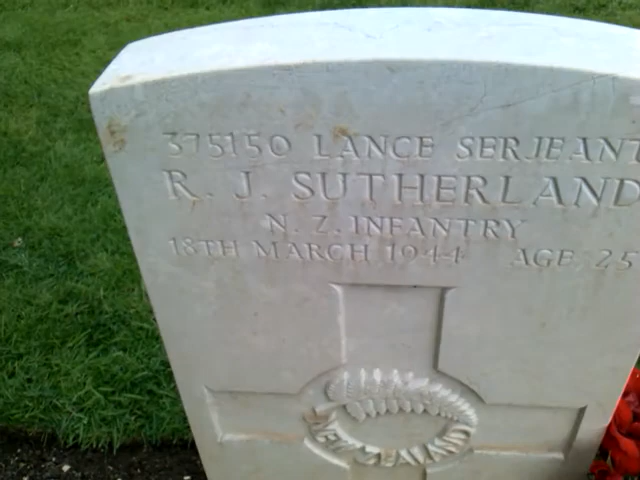 375150 LANCE SERJEANT
R. J. SUTHERLAND
N. Z. INFANTRY
18TH MARCH 1944 AGE 25
NEW ZEALAND